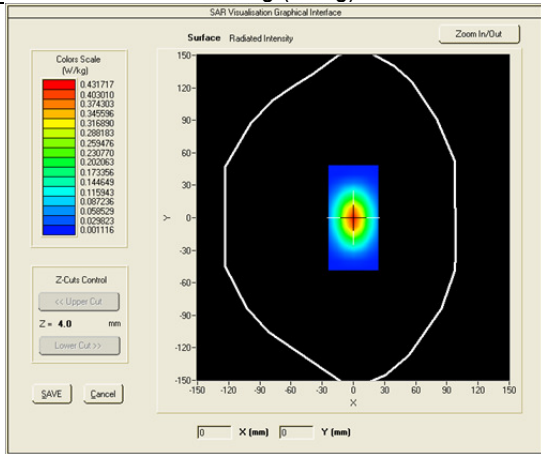 SAR Visualisation Graphical Interface
Surface Radiated Intensity
Zoom In/Out
Colors Scale
(W/kg)
0.431717
0.403010
0.374303
0.345596
0.316890
0.288183
0.259476
0.230770
0.202063
0.173356
0.144649
0.115943
0.087236
0.058529
0.029823
0.001116
150-
120-
90-
60-
30-
0-
-30-
-60-
-90-
-120-
-150-
Y
-150 -120 -90 -60 -30 0 30 60 90 120 150
X
Z-Cuts Control
<< Upper Cut
Z = 4.0 mm
Lower Cut >>
SAVE Cancel
0 X (mm) 0 Y (mm)